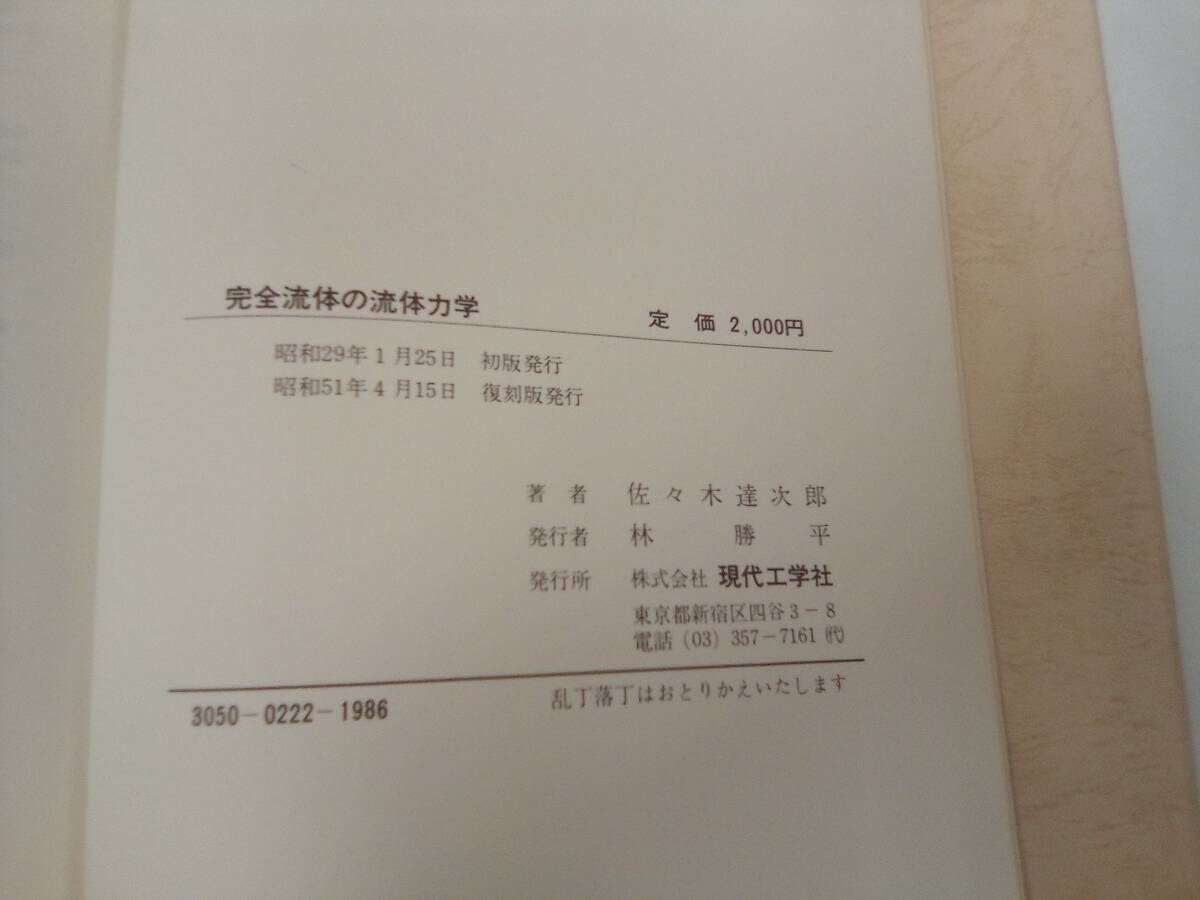 完全流体の流体力学
定　価 2,000円
昭和29年1月25日　初版発行
昭和51年4月15日　復刻版発行
著　者　佐々木達次郎
発行者　林　勝　平
発行所　株式会社 現代工学社
東京都新宿区四谷3－8
電話（03）357－7161㈹
3050－0222－1986
乱丁落丁はおとりかえいたします